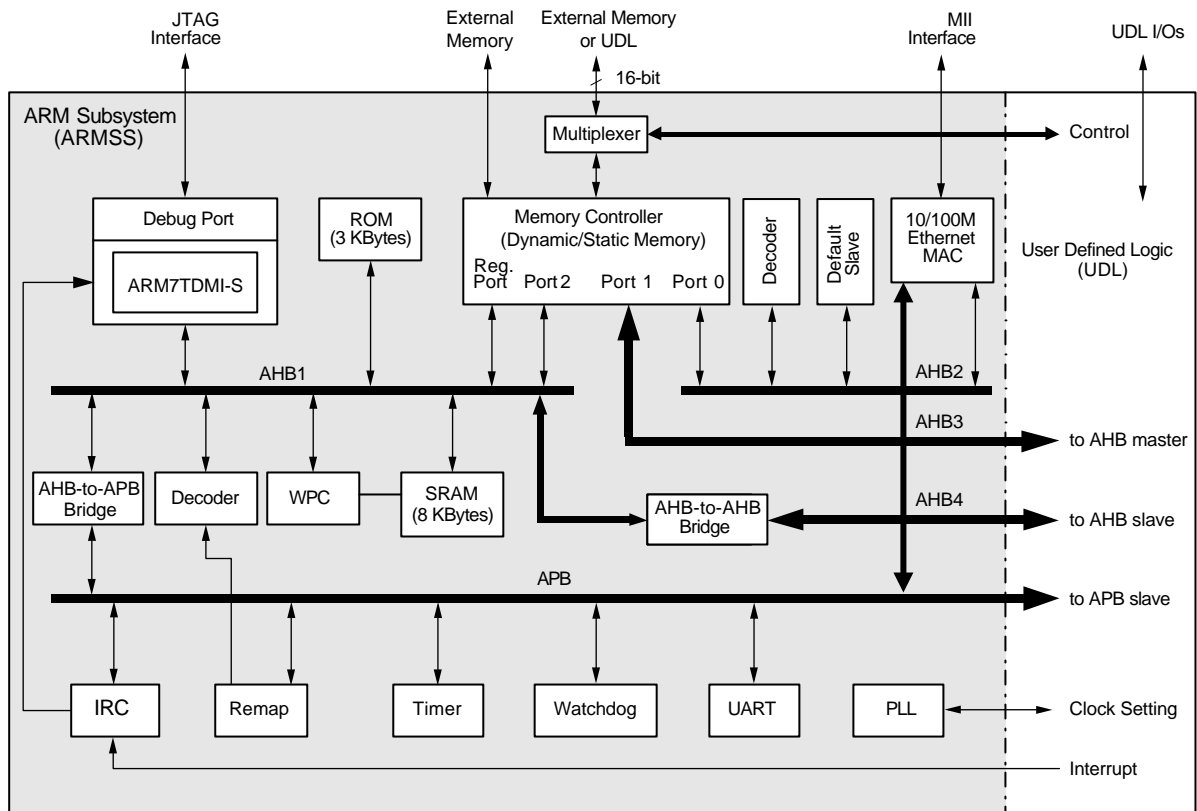 JTAG
Interface
External
Memory
External Memory
or UDL
MII
Interface
UDL I/Os
16-bit
ARM Subsystem
(ARMSS)
Multiplexer
Control
Debug Port
ARM7TDMI-S
ROM
(3 KBytes)
Memory Controller
(Dynamic/Static Memory)
Reg.
Port
Port 2
Port 1
Port 0
Decoder
Default
Slave
10/100M
Ethernet
MAC
User Defined Logic
(UDL)
AHB1
AHB2
AHB3
to AHB master
AHB-to-APB
Bridge
Decoder
WPC
SRAM
(8 KBytes)
AHB-to-AHB
Bridge
AHB4
to AHB slave
APB
to APB slave
IRC
Remap
Timer
Watchdog
UART
PLL
Clock Setting
Interrupt